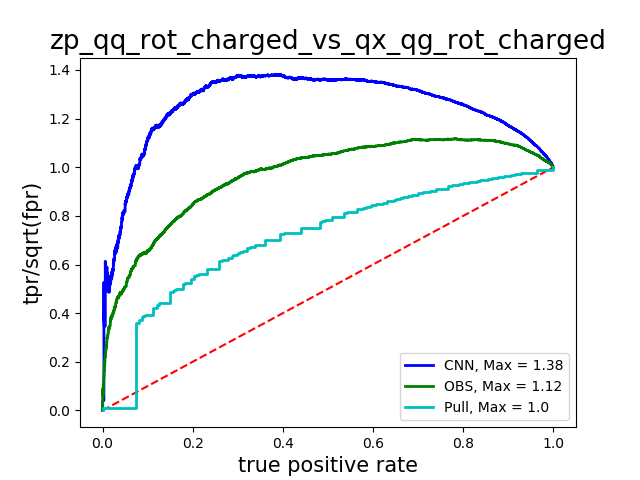 zp_qq_rot_charged_vs_qx_qg_rot_charged
tpr/sqrt(fpr)
1.4
1.2
1.0
0.8
0.6
0.4
0.2
0.0
CNN, Max = 1.38
OBS, Max = 1.12
Pull, Max = 1.0
0.0 0.2 0.4 0.6 0.8 1.0
true positive rate